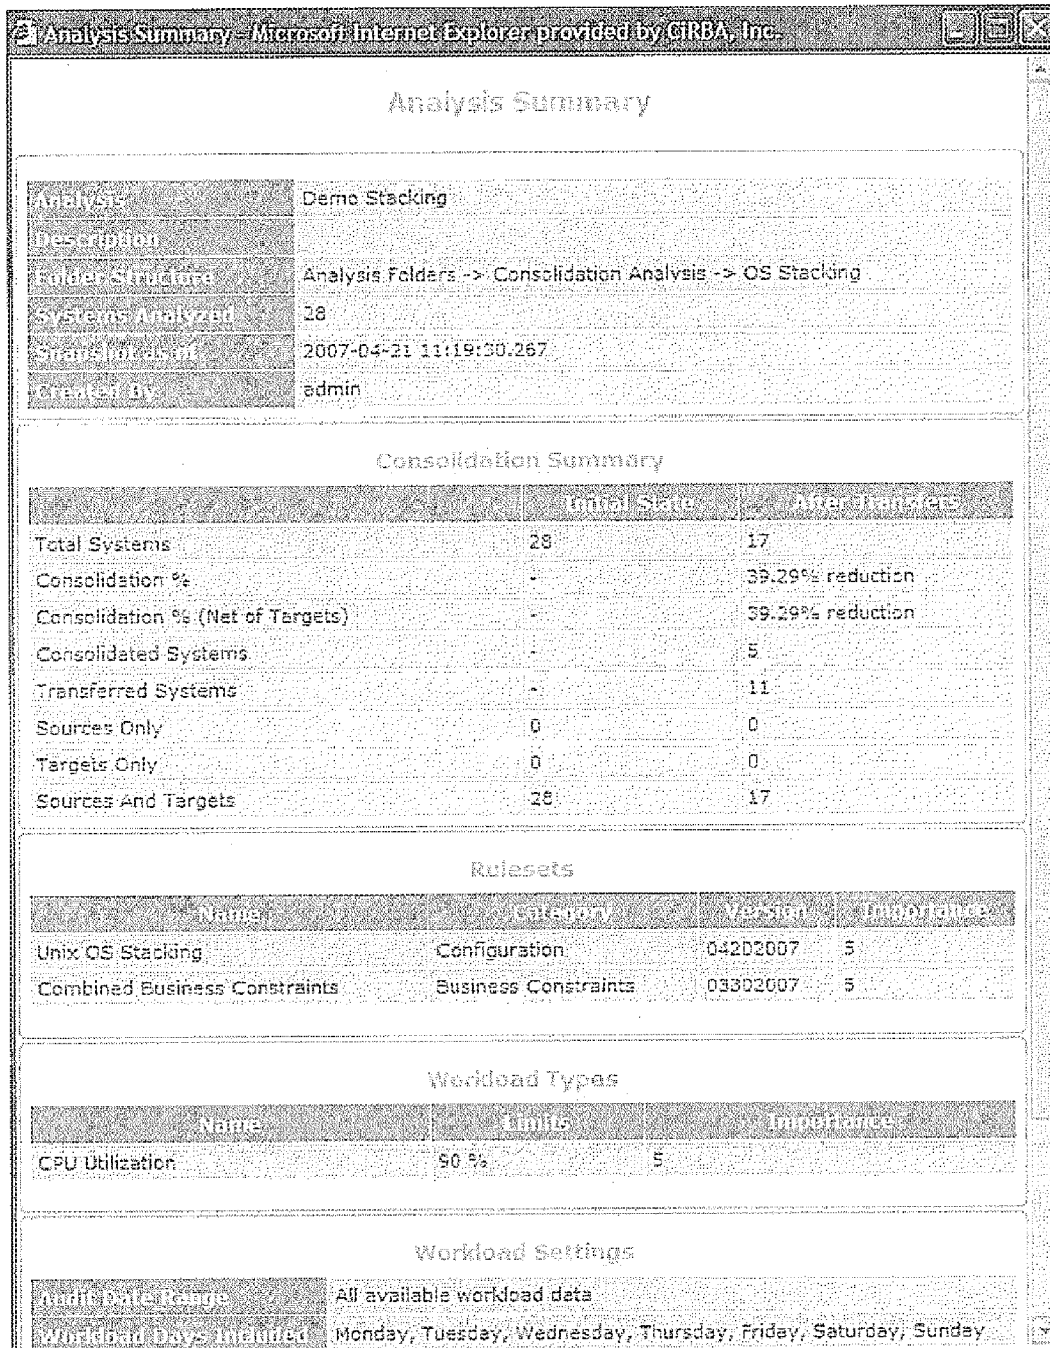 Analysis Summary - Microsoft Internet Explorer provided by CiRBA, Inc.
Analysis Summary
Analysis Demo Stacking
Description
Folder Structure Analysis Folders -> Consolidation Analysis -> OS Stacking
Systems Analyzed 28
Snapshot as of 2007-04-21 11:19:30.267
Created By admin
Consolidation Summary
Initial State After Transfers
Total Systems 28 17
Consolidation % - 39.29% reduction
Consolidation % (Net of Targets) - 39.29% reduction
Consolidated Systems - 5
Transferred Systems - 11
Sources Only 0 0
Targets Only 0 0
Sources And Targets 28 17
Rulesets
Name Category Version Importance
Unix OS Stacking Configuration 04202007 5
Combined Business Constraints Business Constraints 03302007 5
Workload Types
Name Limits Importance
CPU Utilization 90 % 5
Workload Settings
Audit Date Range All available workload data
Workload Days Included Monday, Tuesday, Wednesday, Thursday, Friday, Saturday, Sunday